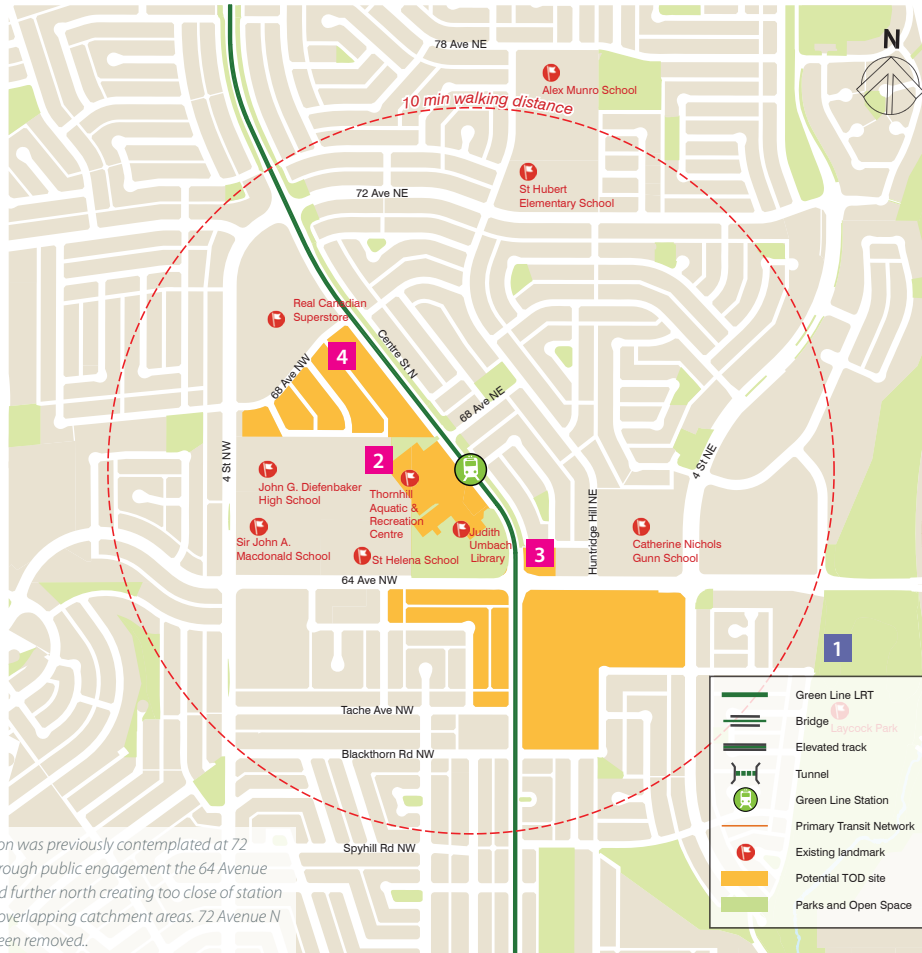 78 Ave NE
N
Alex Munro School
10 min walking distance
St Hubert
Elementary School
72 Ave NE
Real Canadian
Superstore
Centre St N
4
68 Ave NW
68 Ave NE
4 St NW
4 St NE
2
John G. Diefenbaker
High School
Thornhill
Aquatic &
Recreation
Centre
Sir John A.
Macdonald School
St Helena School
Judith
Umbach
Library
3
Huntridge Hill NE
Catherine Nichols
Gunn School
64 Ave NW
1
Tache Ave NW
Blackthorn Rd NW
Spyhill Rd NW
Laycock Park
Green Line LRT
Bridge
Elevated track
Tunnel
Green Line Station
Primary Transit Network
Existing landmark
Potential TOD site
Parks and Open Space
on was previously contemplated at 72
rough public engagement the 64 Avenue
d further north creating too close of station
overlapping catchment areas. 72 Avenue N
een removed..